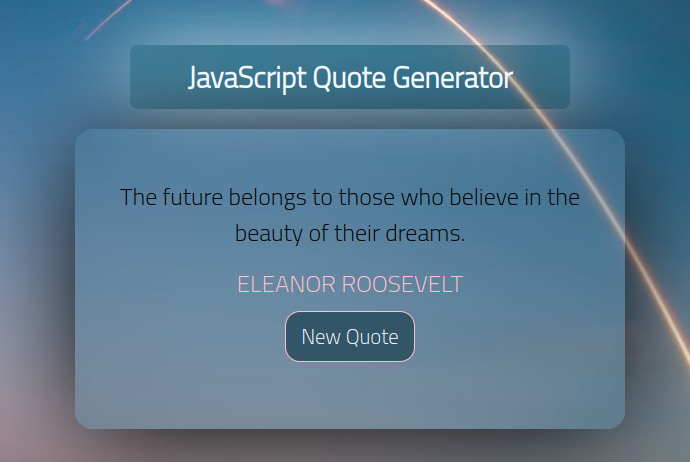 JavaScript Quote Generator
The future belongs to those who believe in the
beauty of their dreams.
ELEANOR ROOSEVELT
New Quote